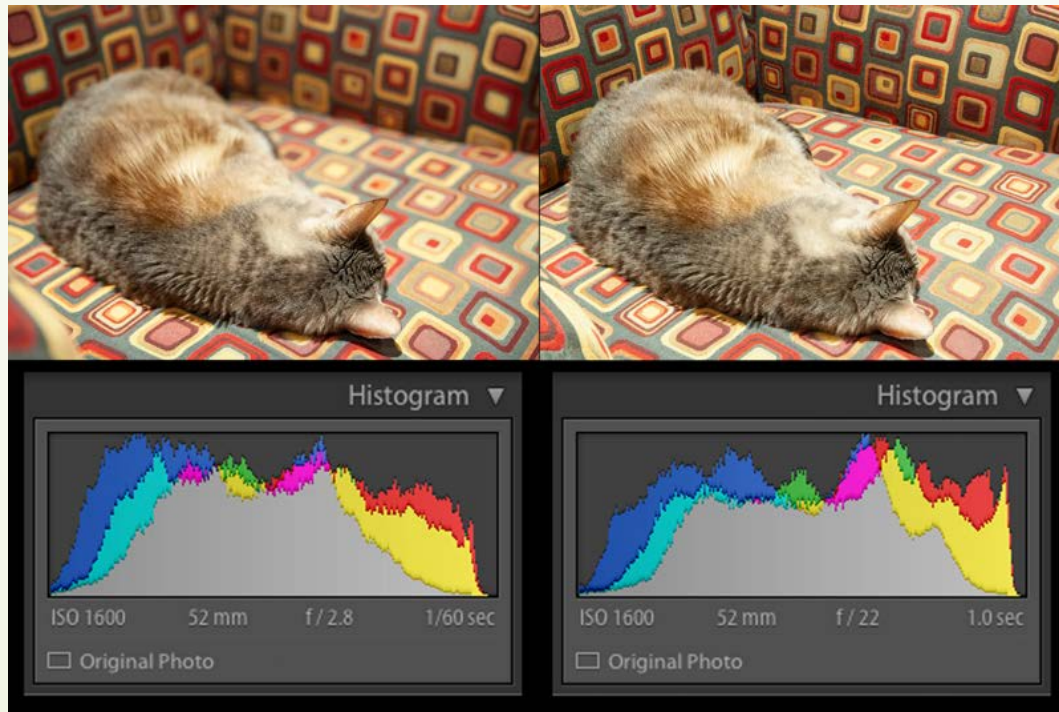 Histogram ▼
ISO 1600 52 mm f / 2.8 1/60 sec
Original Photo
Histogram ▼
ISO 1600 52 mm f / 22 1.0 sec
Original Photo